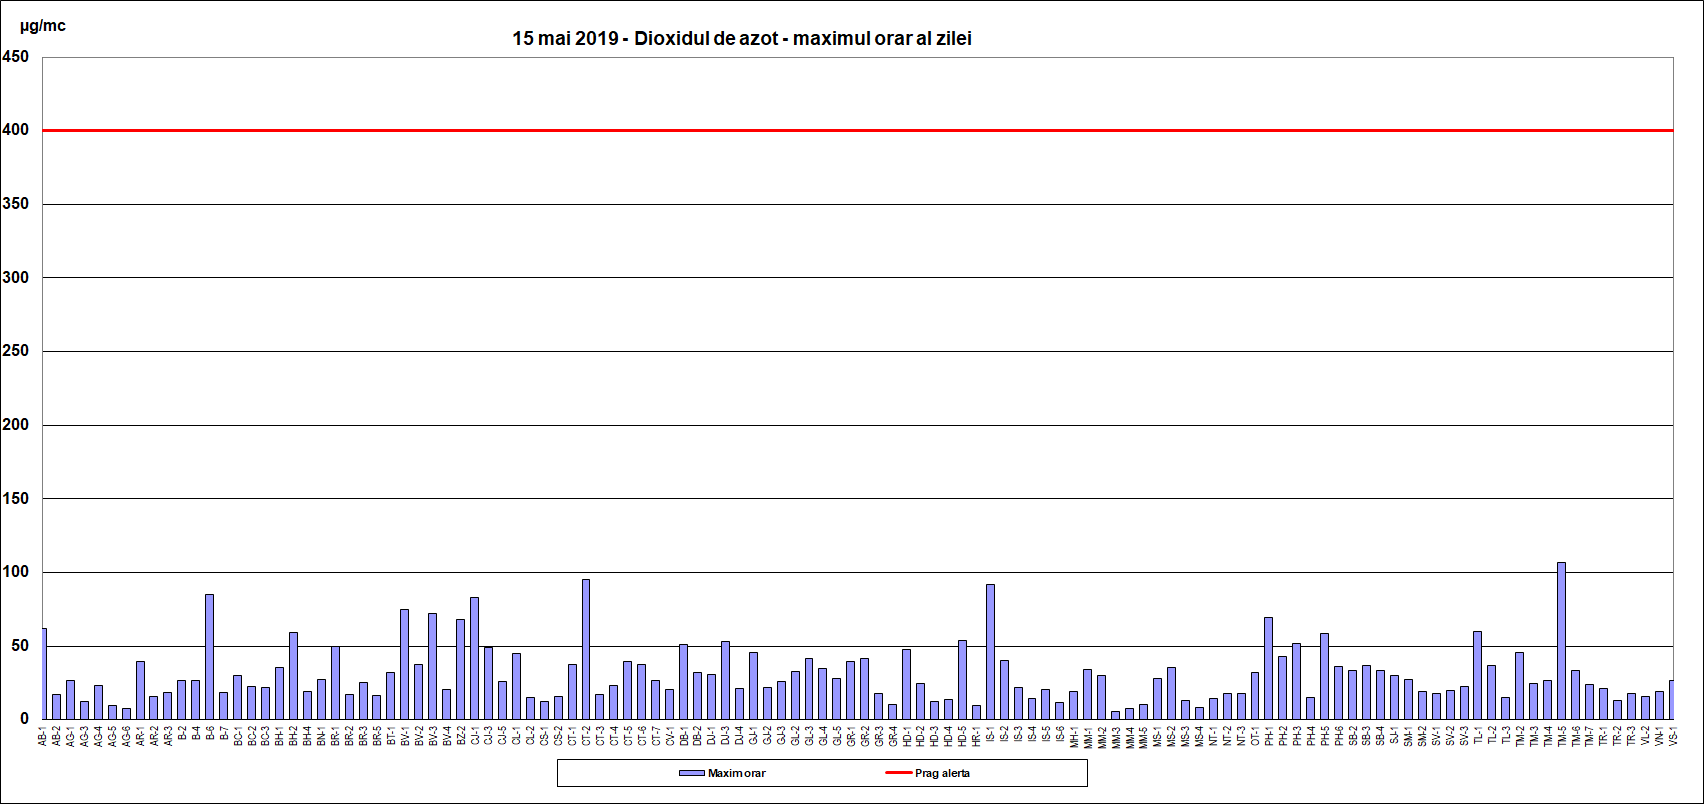 µg/mc
15 mai 2019 - Dioxidul de azot - maximul orar al zilei
450
400
350
300
250
200
150
100
50
0
AB-1 AB-2 AG-1 AG-3 AG-4 AG-5 AG-6 AR-1 AR-2 AR-3 B-2 B-4 B-6 B-7 BC-1 BC-2 BC-3 BH-1 BH-2 BH-4 BN-1 BR-1 BR-2 BR-3 BR-5 BT-1 BV-1 BV-2 BV-3 BV-4 BZ-2 CJ-1 CJ-3 CJ-5 CL-1 CL-2 CS-1 CS-2 CT-1 CT-2 CT-3 CT-4 CT-5 CT-6 CT-7 CV-1 DB-1 DB-2 DJ-1 DJ-3 DJ-4 GJ-1 GJ-2 GJ-3 GL-2 GL-3 GL-4 GL-5 GR-1 GR-2 GR-3 GR-4 HD-1 HD-2 HD-3 HD-4 HD-5 HR-1 IS-1 IS-2 IS-3 IS-4 IS-5 IS-6 MH-1 MM-1 MM-2 MM-3 MM-4 MM-5 MS-1 MS-2 MS-3 MS-4 NT-1 NT-2 NT-3 OT-1 PH-1 PH-2 PH-3 PH-4 PH-5 PH-6 SB-2 SB-3 SB-4 SJ-1 SM-1 SM-2 SV-1 SV-2 SV-3 TL-1 TL-2 TL-3 TM-2 TM-3 TM-4 TM-5 TM-6 TM-7 TR-1 TR-2 TR-3 VL-2 VN-1 VS-1
Maxim orar Prag alerta